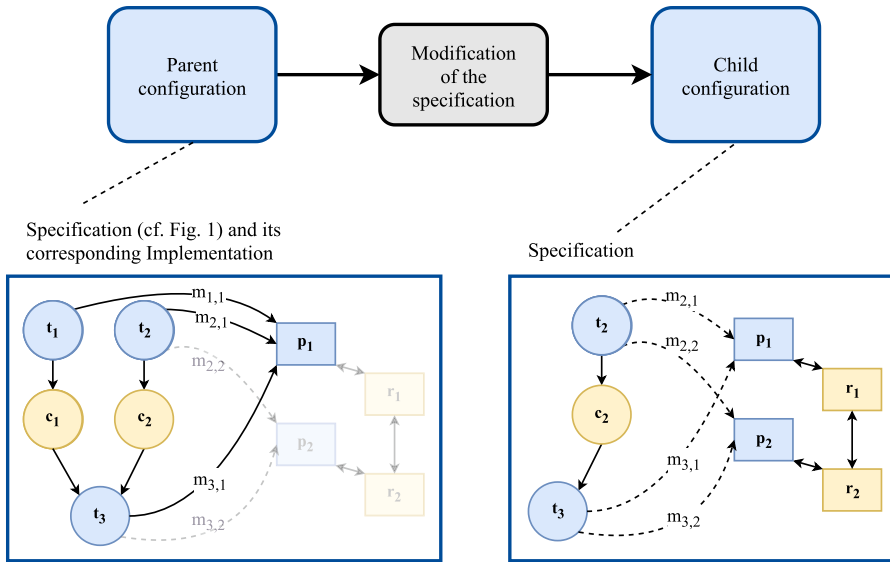 Parent
configuration
Modification
of the
specification
Child
configuration
Specification (cf. Fig. 1) and its
corresponding Implementation
Specification
t1
t2
m1,1
m2,1
m2,2
p1
c1
c2
r1
p2
m3,1
r2
t3
m3,2
t2
m2,1
m2,2
p1
r1
c2
p2
m3,1
r2
t3
m3,2